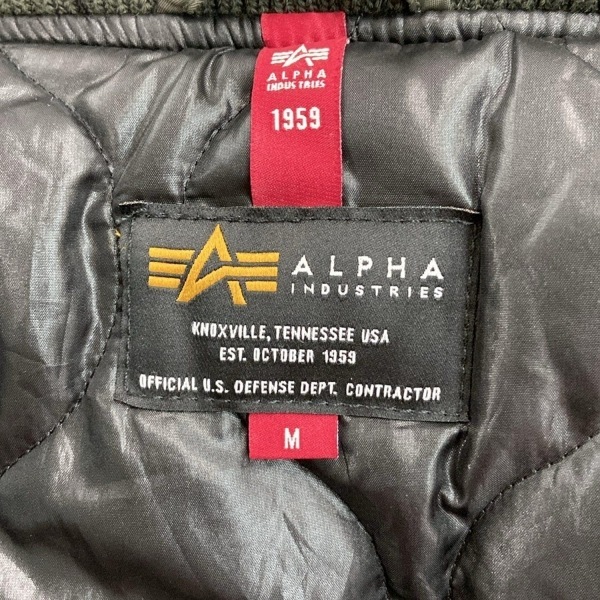 ALPHA
INDUSTRIES
1959
ALPHA
INDUSTRIES
KNOXVILLE, TENNESSEE USA
EST. OCTOBER 1959
OFFICIAL U.S. DEFENSE DEPT. CONTRACTOR
M